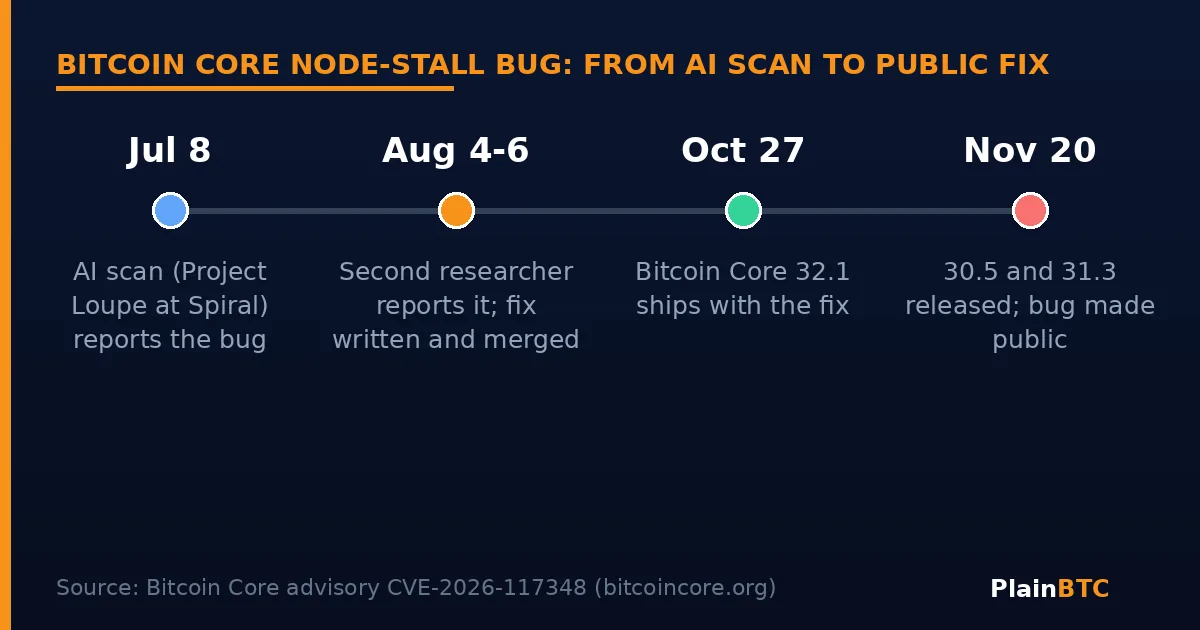 BITCOIN CORE NODE-STALL BUG: FROM AI SCAN TO PUBLIC FIX
Jul 8
AI scan (Project
Loupe at Spiral)
reports the bug
Aug 4-6
Second researcher
reports it; fix
written and merged
Oct 27
Bitcoin Core 32.1
ships with the fix
Nov 20
30.5 and 31.3
released; bug made
public
Source: Bitcoin Core advisory CVE-2026-117348 (bitcoincore.org)
PlainBTC